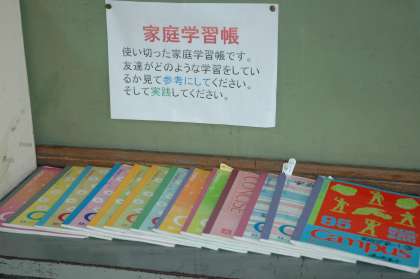 家庭学習帳
使い切った家庭学習帳です。
友達がどのような学習をしてい
るか見て参考にしてください。
そして実践してください。
Campus